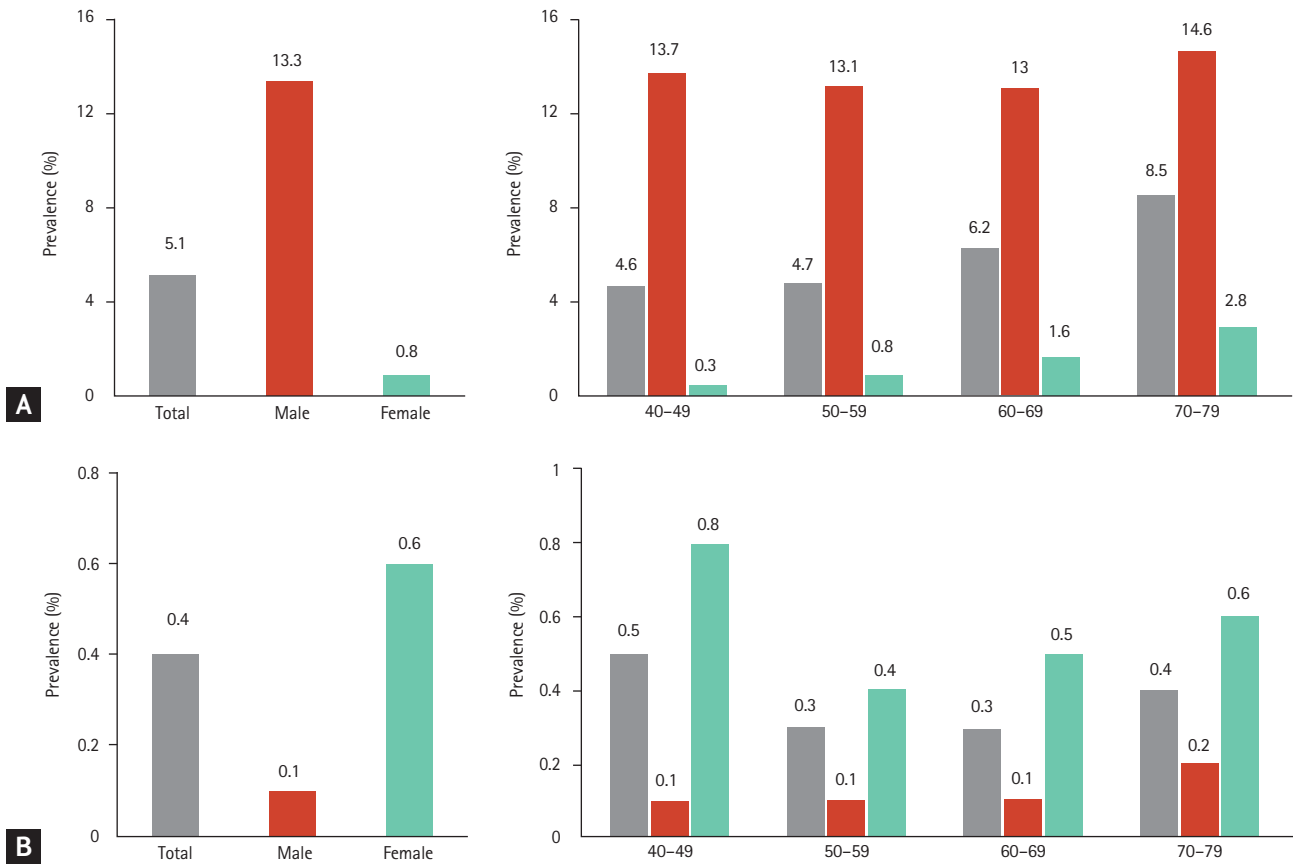 16
12
8
4
0
Prevalence (%)
5.1
13.3
0.8
Total Male Female
A
16
12
8
4
0
Prevalence (%)
4.6 13.7 0.3
4.7 13.1 0.8
6.2 13 1.6
8.5 14.6 2.8
40–49 50–59 60–69 70–79
0.8
0.6
0.4
0.2
0
Prevalence (%)
0.4
0.1
0.6
Total Male Female
B
1
0.8
0.6
0.4
0.2
0
Prevalence (%)
0.5 0.1 0.8
0.3 0.1 0.4
0.3 0.1 0.5
0.4 0.2 0.6
40–49 50–59 60–69 70–79